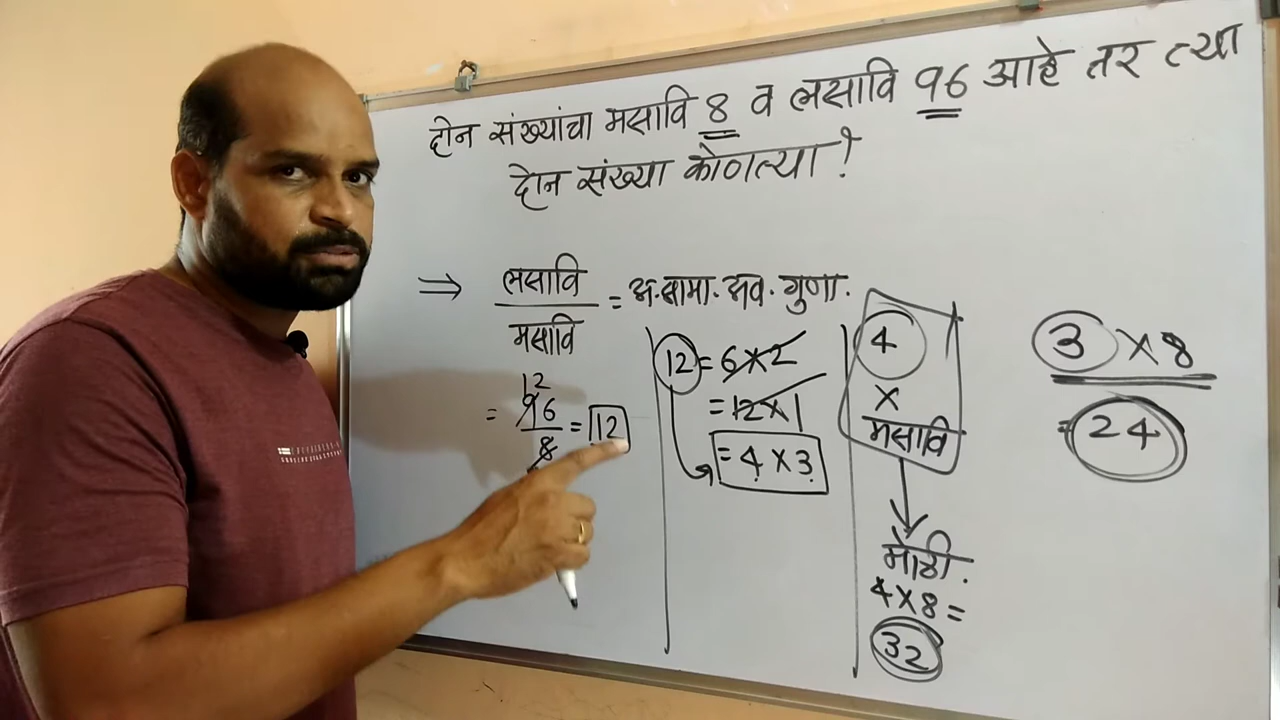 दोन संख्यांचा मसावि 8 व लसावि 96 आहे तर त्या
दोन संख्या कोणत्या ?
⇒ लसावि
मसावि
= अ.सामा. अव. गुणा.
12
= 96
8
= 12
12 = 6 × 2
= 12 × 1
= 4 × 3
4
×
मसावि
मोठी.
4 × 8 =
32
3 × 8
= 24